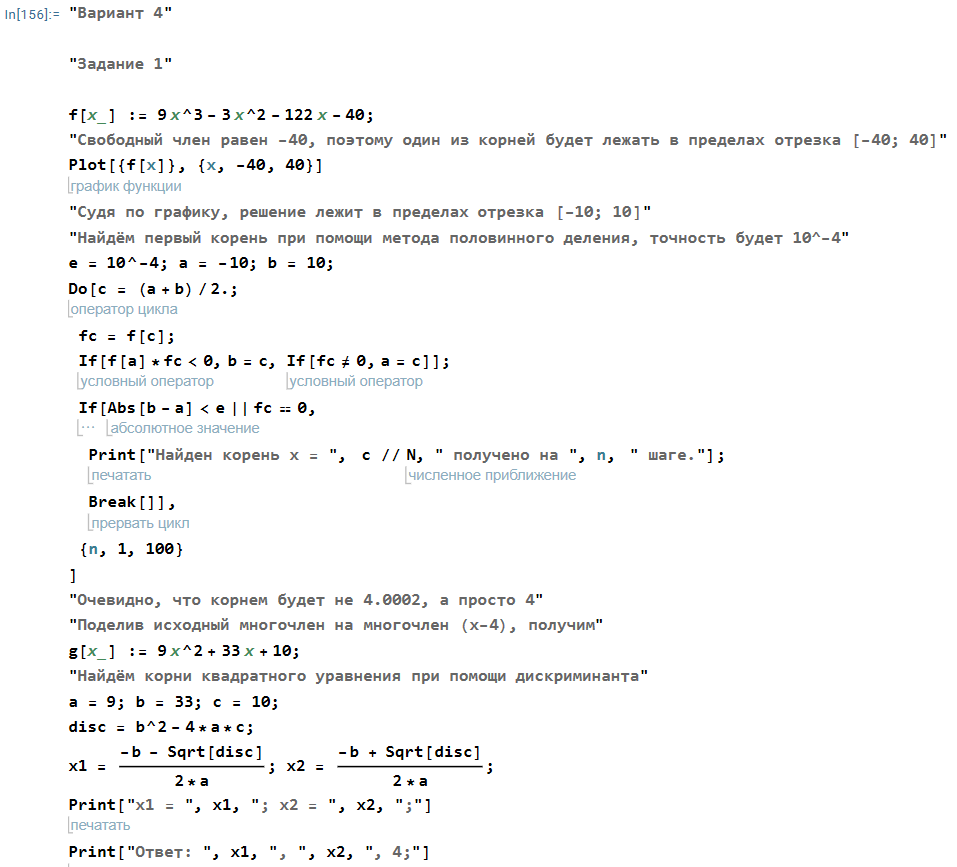 In[156]:= "Вариант 4"
"Задание 1"
f[x_] := 9 x^3 - 3 x^2 - 122 x - 40;
"Свободный член равен -40, поэтому один из корней будет лежать в пределах отрезка [-40; 40]"
Plot[{f[x]}, {x, -40, 40}]
график функции
"Судя по графику, решение лежит в пределах отрезка [-10; 10]"
"Найдём первый корень при помощи метода половинного деления, точность будет 10^-4"
e = 10^-4; a = -10; b = 10;
Do[c = (a + b) / 2.;
оператор цикла
fc = f[c];
If[f[a] * fc < 0, b = c, If[fc ≠ 0, a = c]];
условный оператор условный оператор
If[Abs[b - a] < e || fc == 0,
⋯ абсолютное значение
Print["Найден корень x = ", c // N, " получено на ", n, " шаге."];
печатать численное приближение
Break[]],
прервать цикл
{n, 1, 100}
]
"Очевидно, что корнем будет не 4.0002, а просто 4"
"Поделив исходный многочлен на многочлен (x-4), получим"
g[x_] := 9 x^2 + 33 x + 10;
"Найдём корни квадратного уравнения при помощи дискриминанта"
a = 9; b = 33; c = 10;
disc = b^2 - 4 * a * c;
-b - Sqrt[disc] -b + Sqrt[disc]
x1 = ; x2 = ;
2 * a 2 * a
Print["x1 = ", x1, "; x2 = ", x2, ";"]
печатать
Print["Ответ: ", x1, ", ", x2, ", 4;"]